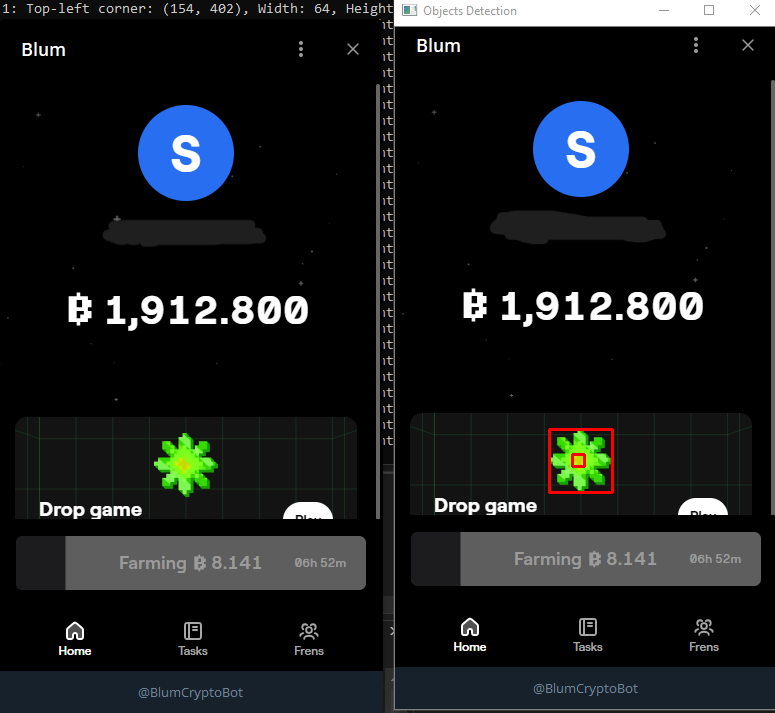 1: Top-left corner: (154, 402), Width: 64, Height
Blum
S
₿ 1,912.800
Drop game
Play
Farming ₿ 8.141 06h 52m
Home Tasks Frens
@BlumCryptoBot
Objects Detection
Blum
S
₿ 1,912.800
Drop game
Play
Farming ₿ 8.141 06h 52m
Home Tasks Frens
@BlumCryptoBot